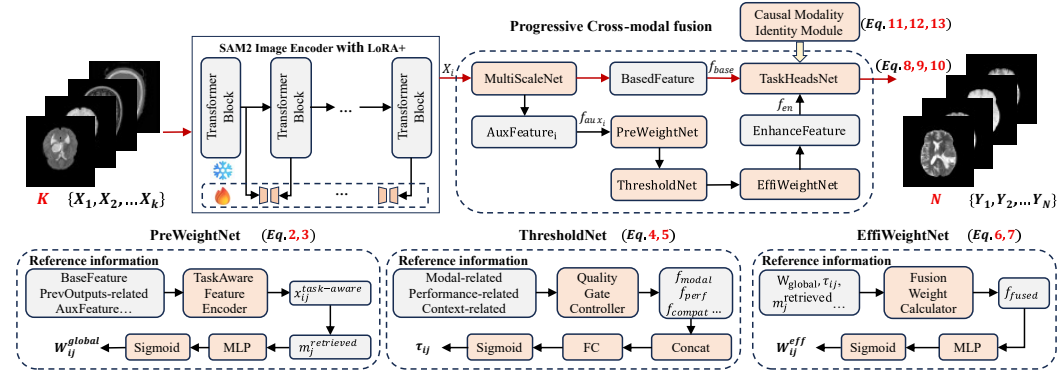 Progressive Cross-modal fusion
Causal Modality
Identity Module
(Eq. 11, 12, 13)
SAM2 Image Encoder with LoRA+
Transformer
Block
Transformer
Block
...
Transformer
Block
...
X_i
MultiScaleNet
BasedFeature
f_base
TaskHeadsNet
(Eq. 8, 9, 10)
f_en
AuxFeature_i
f_aux_i
PreWeightNet
EnhanceFeature
ThresholdNet
EffiWeightNet
K {X_1, X_2, ... X_k}
N {Y_1, Y_2, ... Y_N}
PreWeightNet (Eq. 2, 3)
Reference information
BaseFeature
PrevOutputs-related
AuxFeature...
TaskAware
Feature
Encoder
x_ij^task-aware
m_j^retrieved
MLP
Sigmoid
W_ij^global
ThresholdNet (Eq. 4, 5)
Reference information
Modal-related
Performance-related
Context-related
Quality
Gate
Controller
f_modal
f_perf
f_compat ...
Concat
FC
Sigmoid
τ_ij
EffiWeightNet (Eq. 6, 7)
Reference information
W_global, τ_ij,
retrieved
m_j ...
Fusion
Weight
Calculator
f_fused
MLP
Sigmoid
W_ij^eff